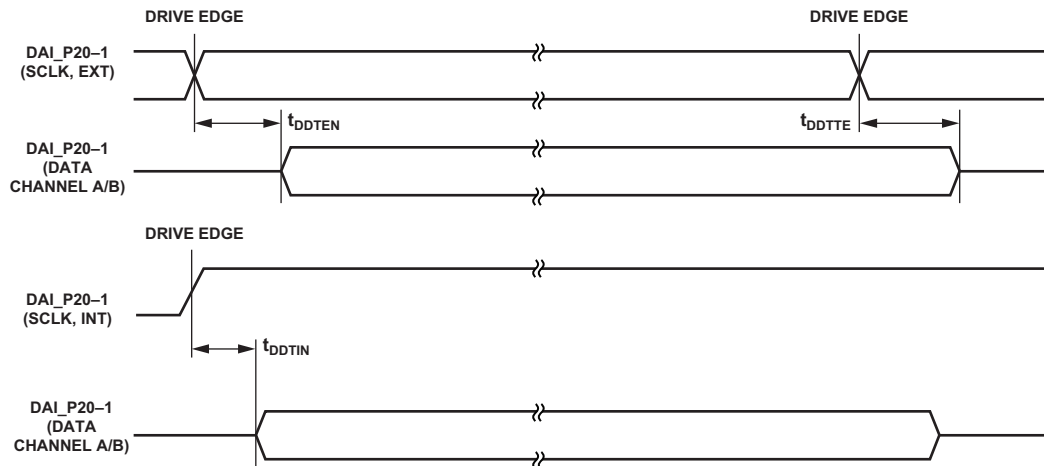 DRIVE EDGE
DRIVE EDGE
DAI_P20–1
(SCLK, EXT)
tDDTEN
tDDTTE
DAI_P20–1
(DATA
CHANNEL A/B)
DRIVE EDGE
DAI_P20–1
(SCLK, INT)
tDDTIN
DAI_P20–1
(DATA
CHANNEL A/B)